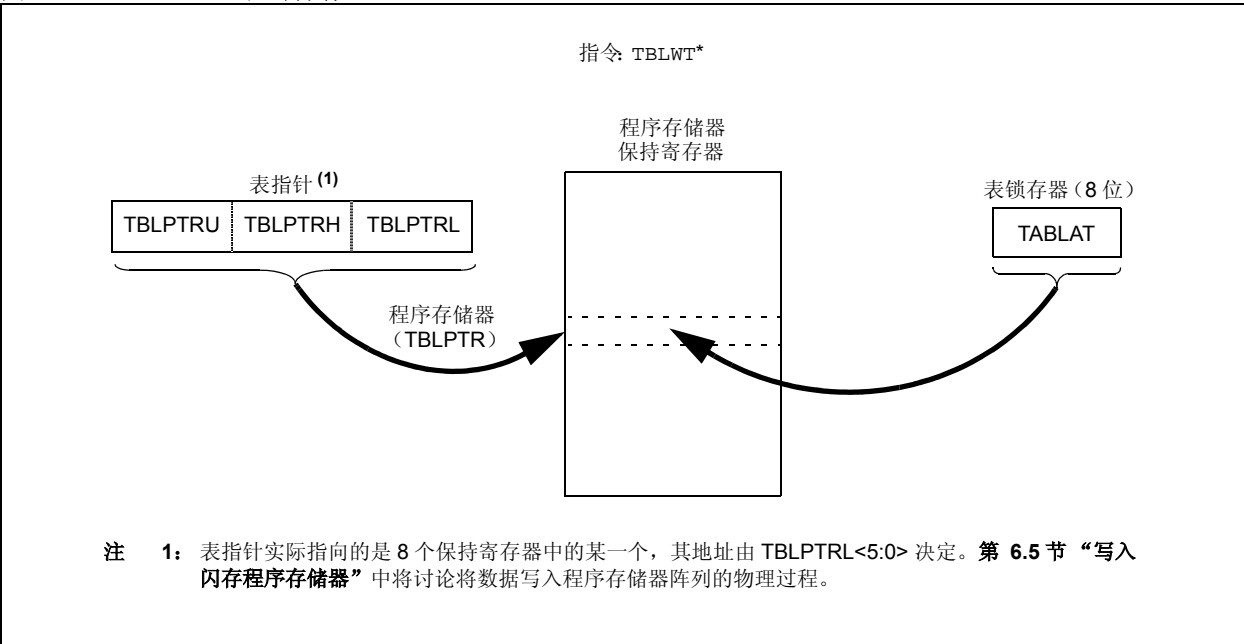 指令: TBLWT*
程序存储器
保持寄存器
表指针(1)
TBLPTRU TBLPTRH TBLPTRL
表锁存器（8 位）
TABLAT
程序存储器
（TBLPTR）
注 1： 表指针实际指向的是 8 个保持寄存器中的某一个，其地址由 TBLPTRL<5:0> 决定。第 6.5 节 “写入
闪存程序存储器”中将讨论将数据写入程序存储器阵列的物理过程。